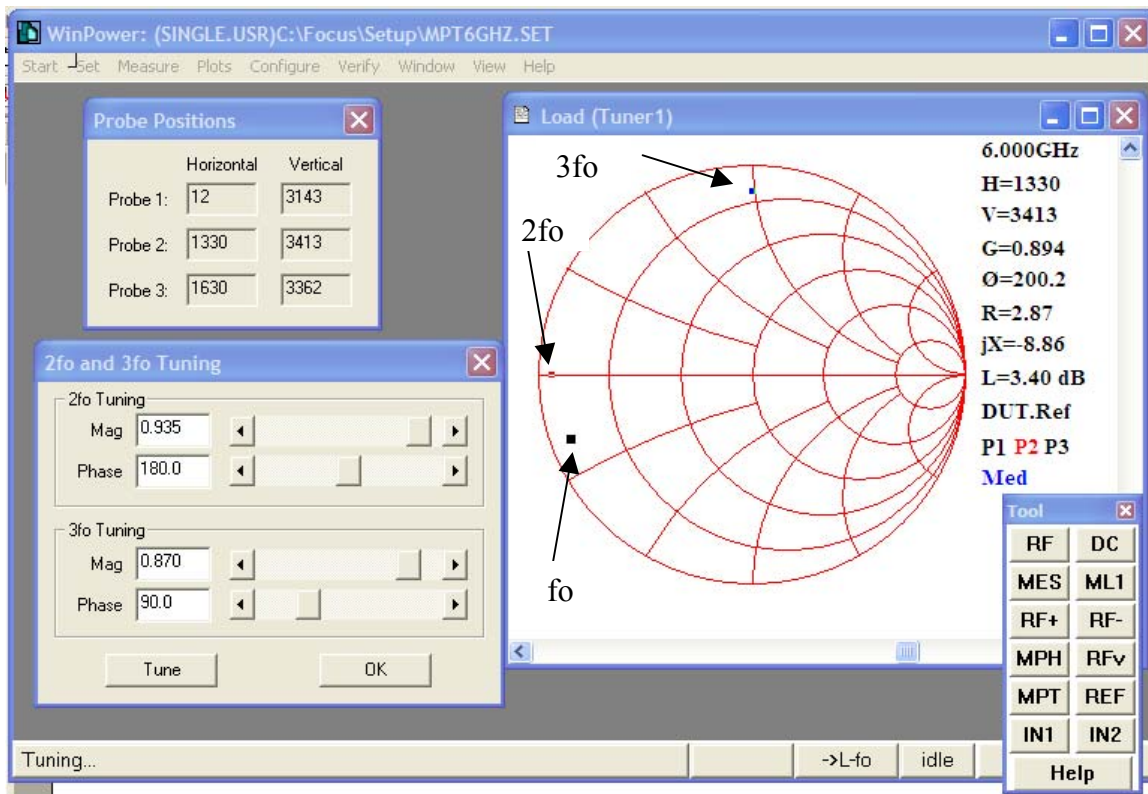 WinPower: (SINGLE.USR)C:\Focus\Setup\MPT6GHZ.SET
Start Set Measure Plots Configure Verify Window View Help
Probe Positions
Horizontal Vertical
Probe 1: 12 3143
Probe 2: 1330 3413
Probe 3: 1630 3362
2fo and 3fo Tuning
2fo Tuning
Mag 0.935
Phase 180.0
3fo Tuning
Mag 0.870
Phase 90.0
Tune OK
Load (Tuner1)
3fo
2fo
fo
6.000GHz
H=1330
V=3413
G=0.894
Ø=200.2
R=2.87
jX=-8.86
L=3.40 dB
DUT.Ref
P1 P2 P3
Med
Tool
RF DC
MES ML1
RF+ RF-
MPH RFv
MPT REF
IN1 IN2
Help
Tuning... ->L-fo idle